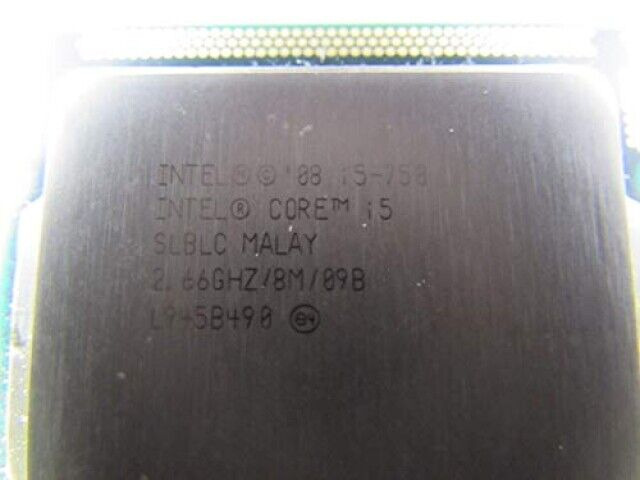 INTEL® © '08 i5-750
INTEL® CORE™ i5
SLBLC MALAY
2.66GHZ/8M/09B
L945B490 e4